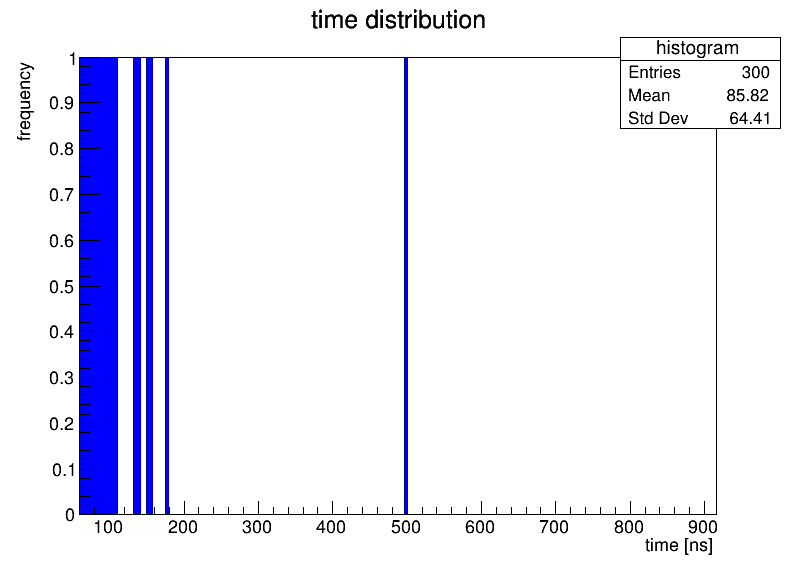 time distribution
histogram
Entries 300
Mean 85.82
Std Dev 64.41
frequency
1
0.9
0.8
0.7
0.6
0.5
0.4
0.3
0.2
0.1
0
100 200 300 400 500 600 700 800 900
time [ns]